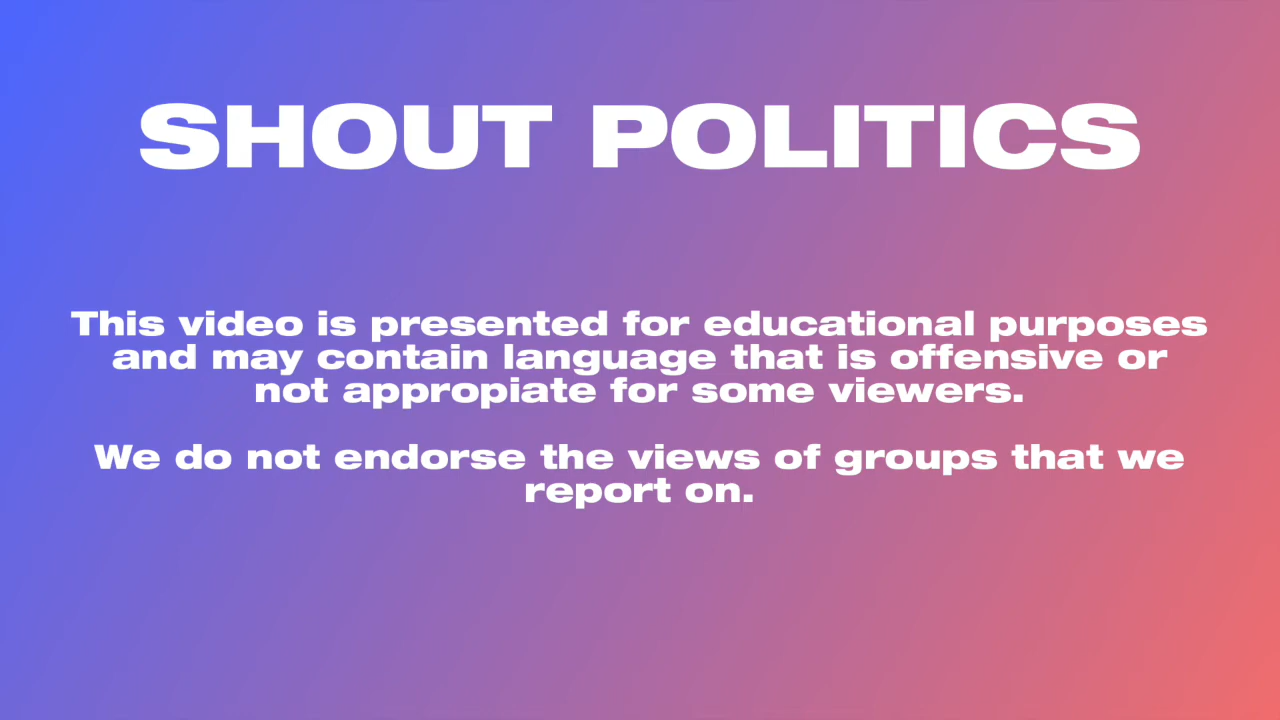 SHOUT POLITICS
This video is presented for educational purposes
and may contain language that is offensive or
not appropiate for some viewers.
We do not endorse the views of groups that we
report on.